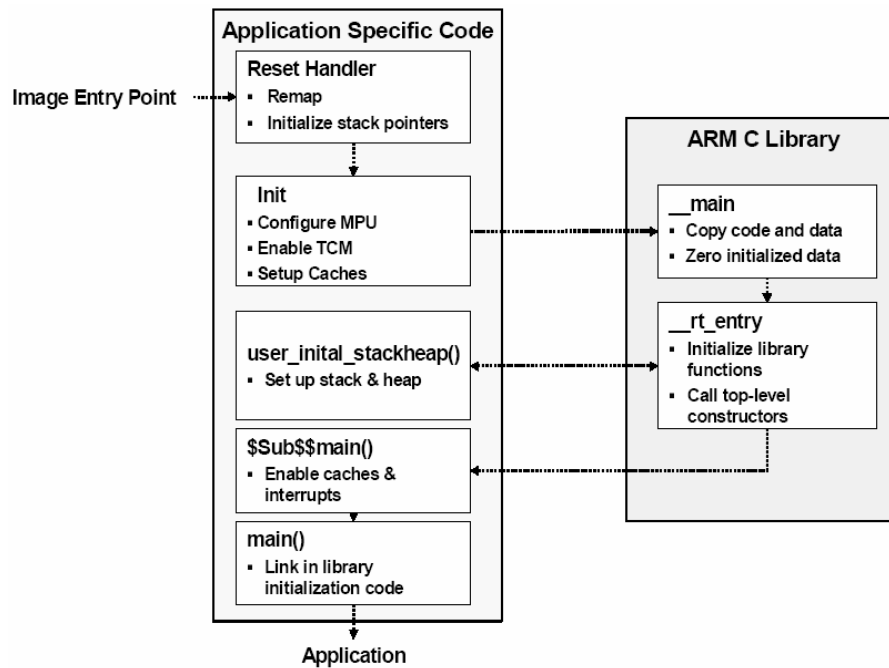 Application Specific Code
Image Entry Point
Reset Handler
▪ Remap
▪ Initialize stack pointers
Init
▪ Configure MPU
▪ Enable TCM
▪ Setup Caches
user_inital_stackheap()
▪ Set up stack & heap
$Sub$$main()
▪ Enable caches &
interrupts
main()
▪ Link in library
initialization code
Application
ARM C Library
__main
▪ Copy code and data
▪ Zero initialized data
__rt_entry
▪ Initialize library
functions
▪ Call top-level
constructors